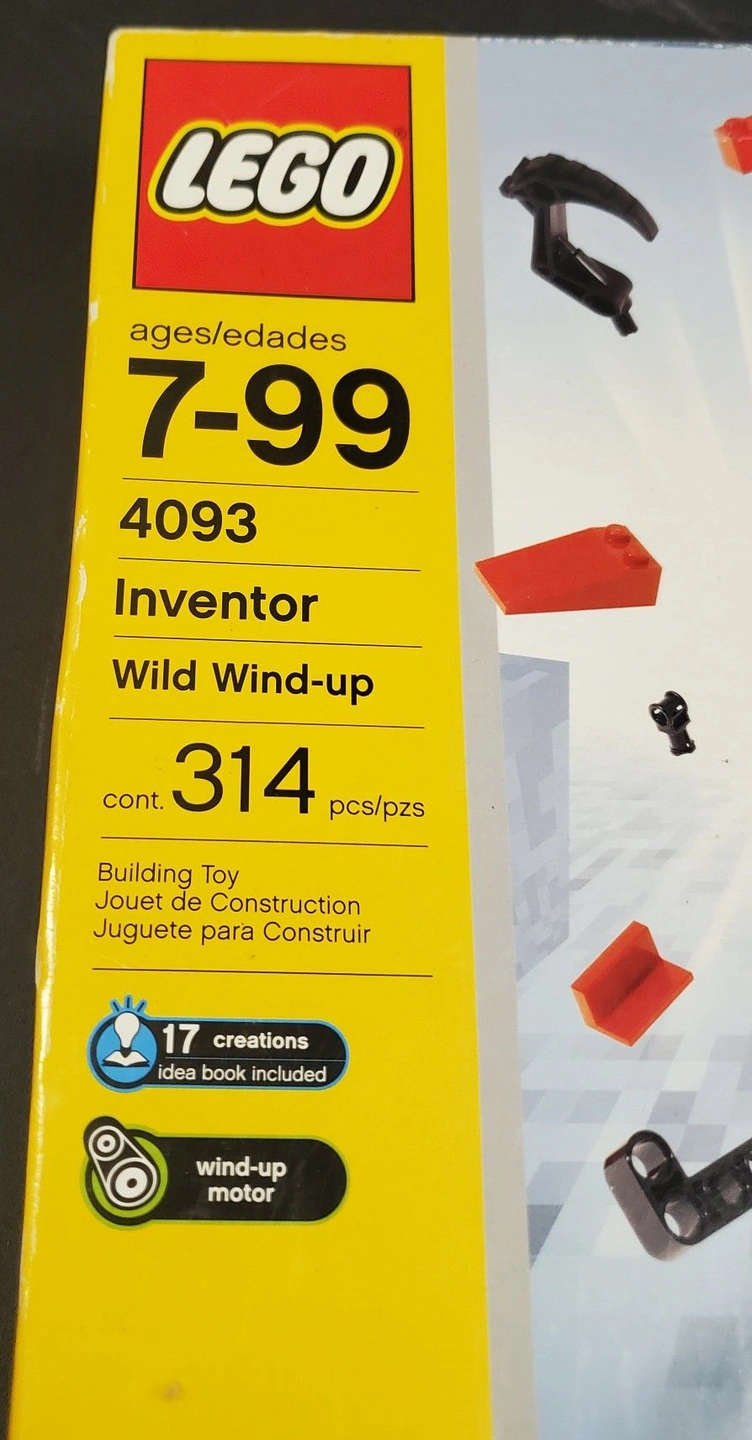 LEGO®
ages/edades
7-99
4093
Inventor
Wild Wind-up
cont. 314 pcs/pzs
Building Toy
Jouet de Construction
Juguete para Construir
17 creations
idea book included
wind-up
motor